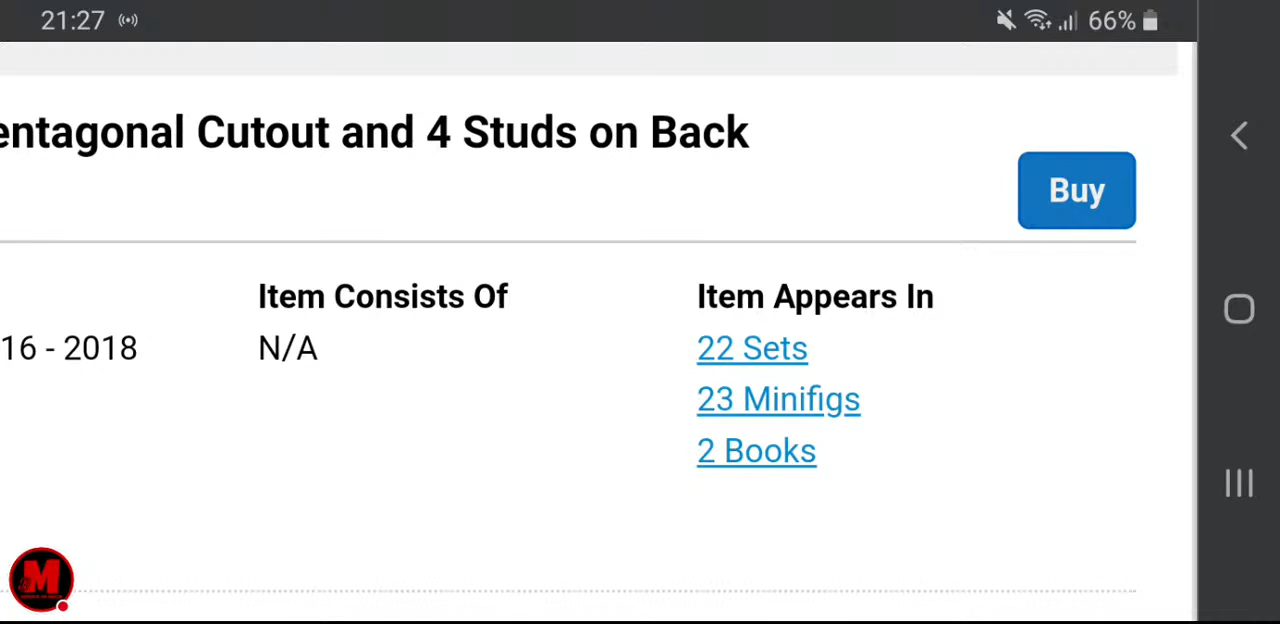 21:27
66%
entagonal Cutout and 4 Studs on Back
Buy
Item Consists Of
Item Appears In
16 - 2018
N/A
22 Sets
23 Minifigs
2 Books
M